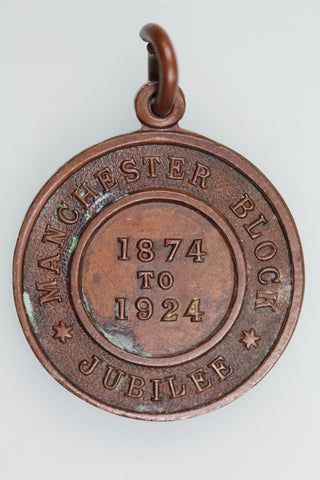 MANCHESTER BLOCK
1874
TO
1924
JUBILEE